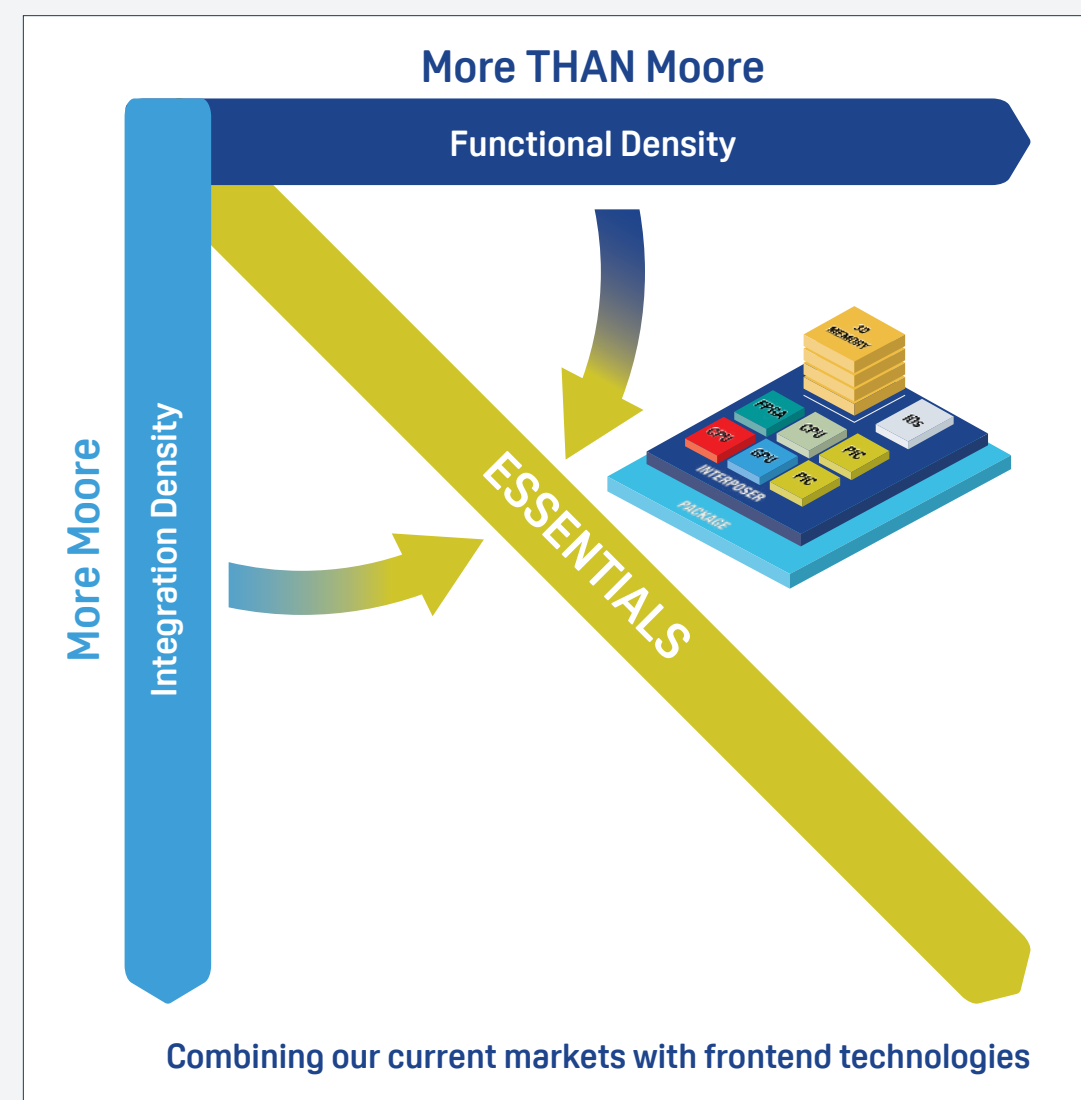 More THAN Moore
Functional Density
More Moore
Integration Density
ESSENTIALS
3D
MEMORY
FPGA
CPU
CPU
GPU
PIC
PIC
IOs
INTERPOSER
PACKAGE
Combining our current markets with frontend technologies